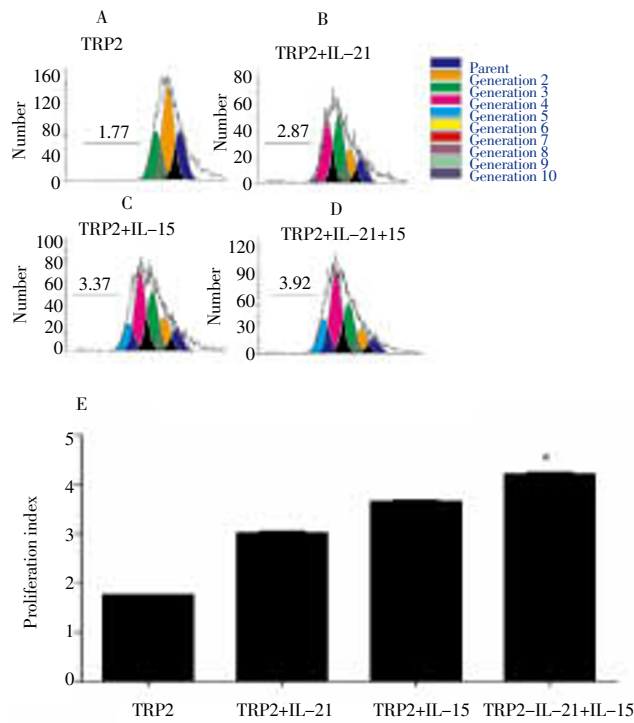 A
TRP2
Number
160
120
80
40
0
1.77
B
TRP2+IL-21
Number
80
60
40
20
0
2.87
Parent
Generation 2
Generation 3
Generation 4
Generation 5
Generation 6
Generation 7
Generation 8
Generation 9
Generation 10
C
TRP2+IL-15
Number
100
80
60
40
20
0
3.37
D
TRP2+IL-21+15
Number
120
90
60
30
0
3.92
E
Proliferation index
5
4
3
2
1
0
*
TRP2
TRP2+IL-21
TRP2+IL-15
TRP2-IL-21+IL-15